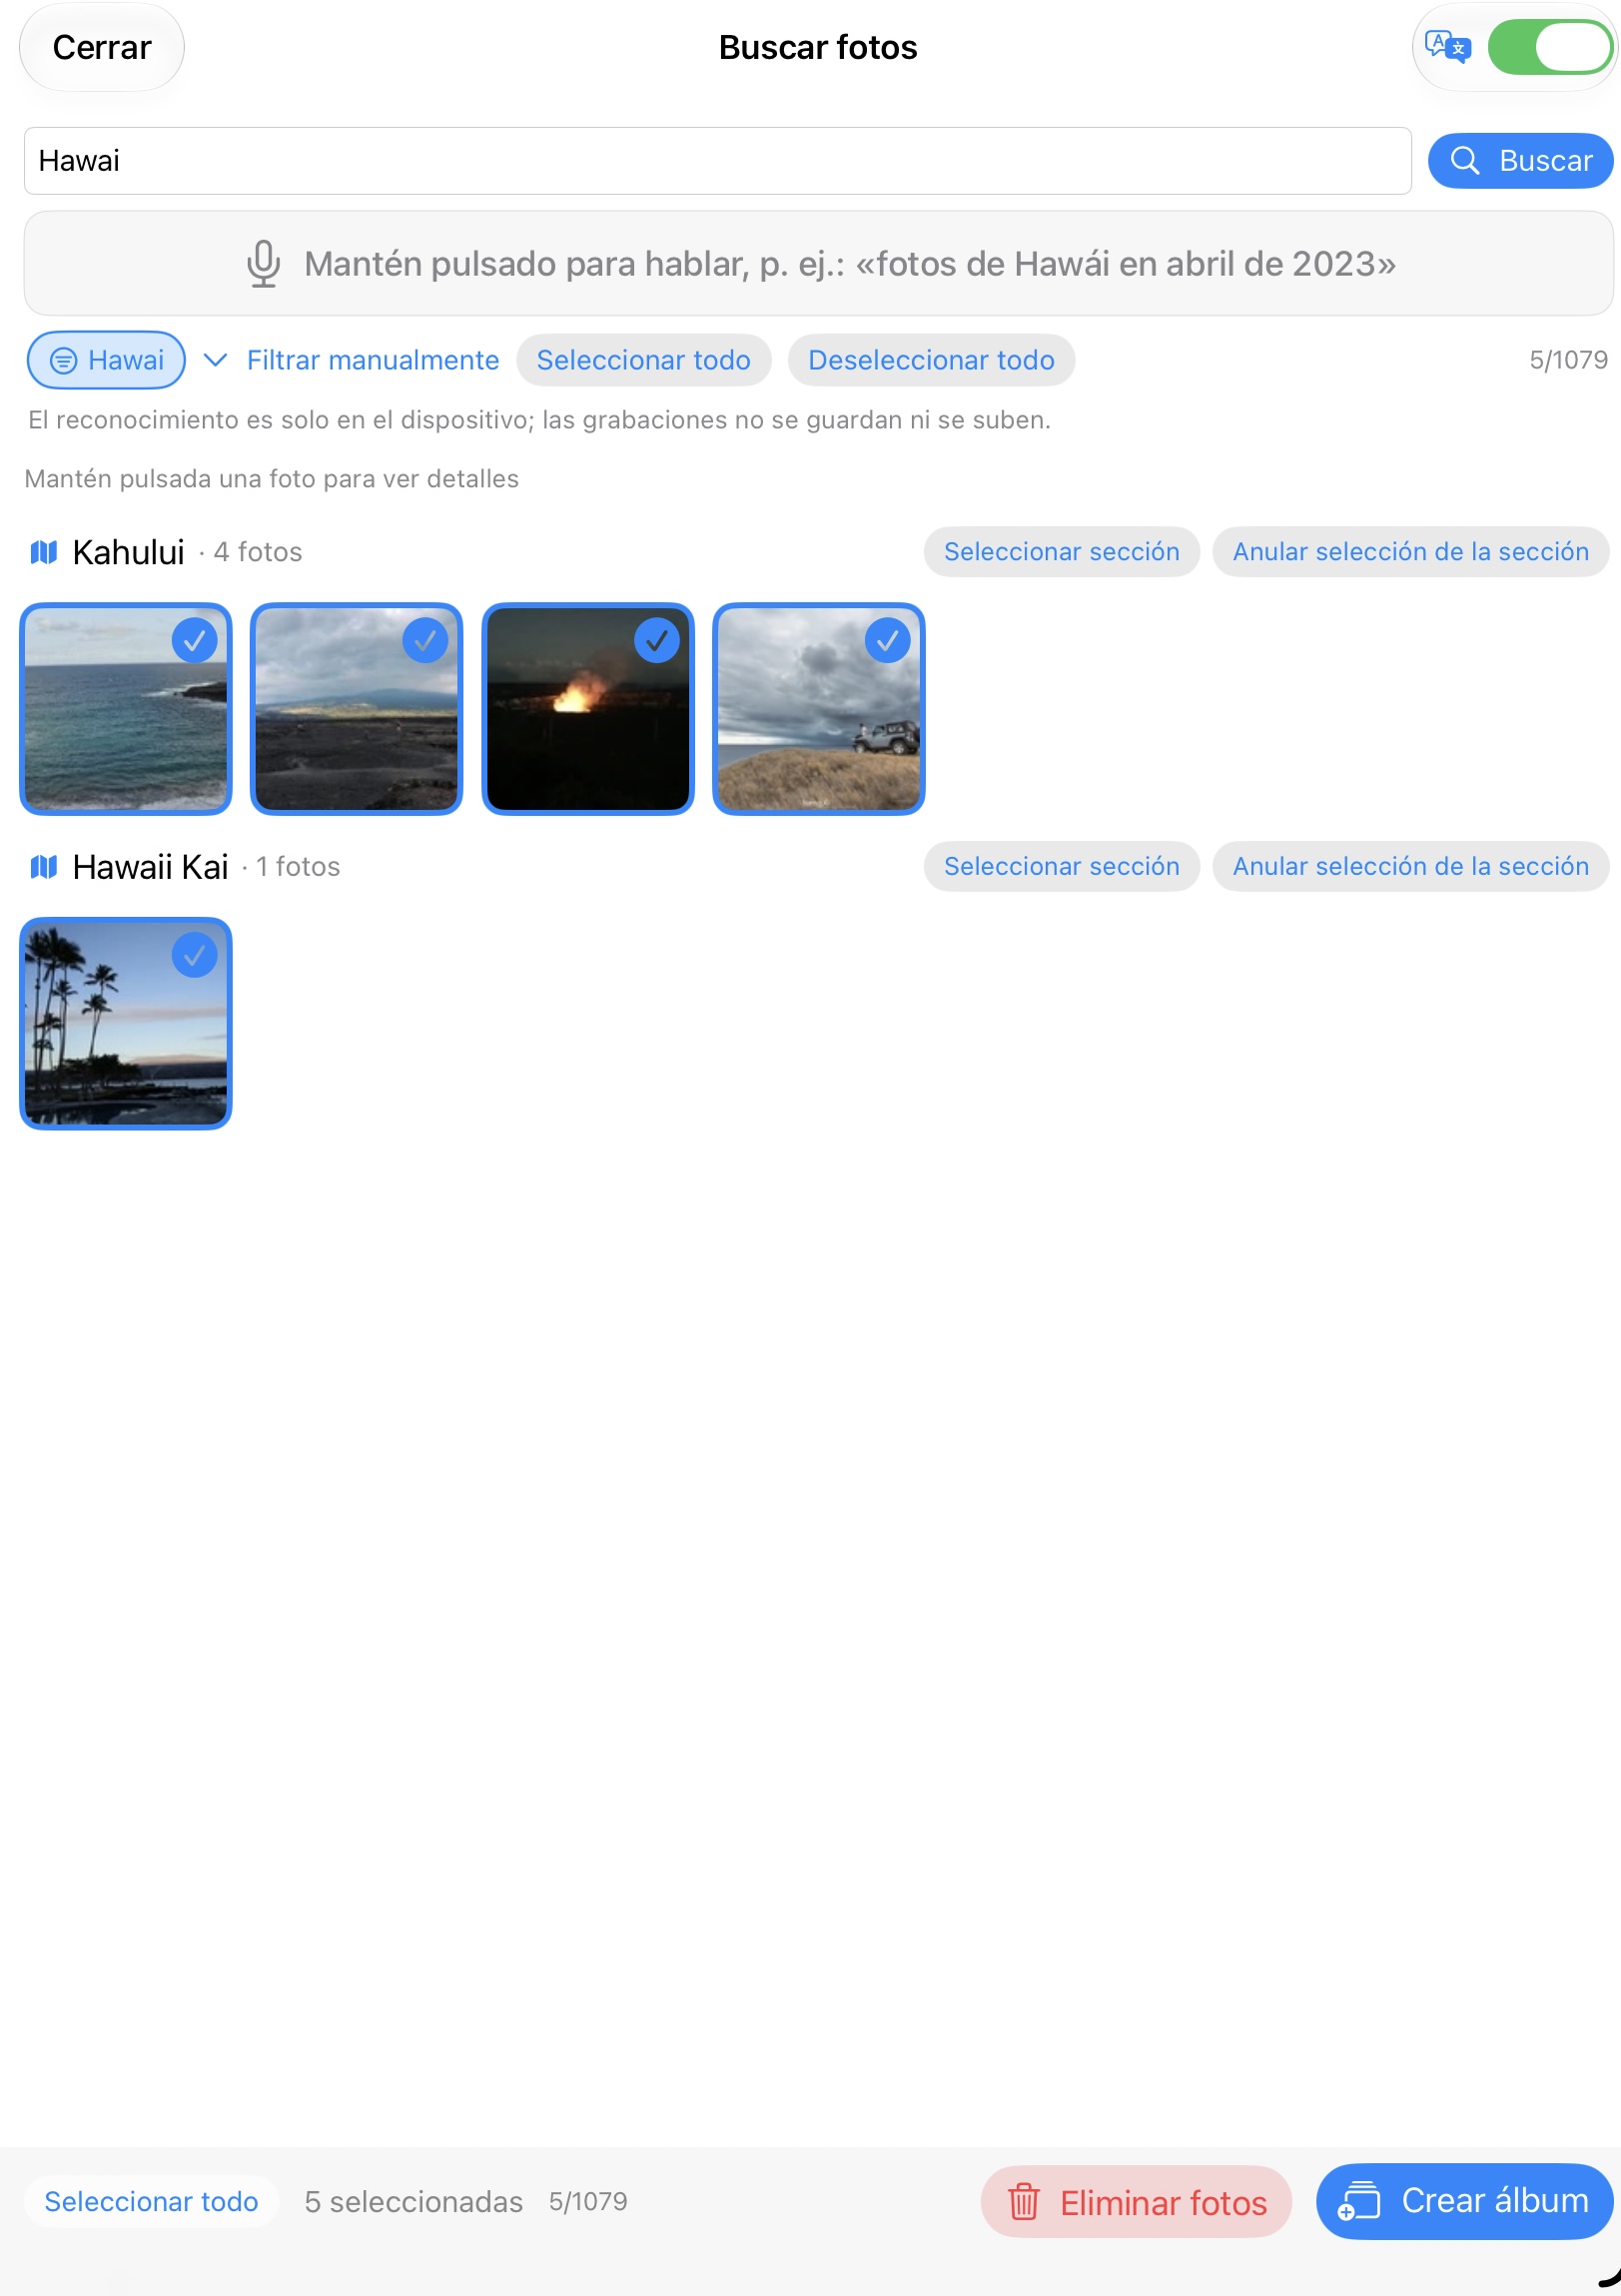 Cerrar
Buscar fotos
A 文
Hawai
Buscar
Mantén pulsado para hablar, p. ej.: «fotos de Hawái en abril de 2023»
Hawai
Filtrar manualmente
Seleccionar todo
Deseleccionar todo
5/1079
El reconocimiento es solo en el dispositivo; las grabaciones no se guardan ni se suben.
Mantén pulsada una foto para ver detalles
Kahului · 4 fotos
Seleccionar sección
Anular selección de la sección
Hawaii Kai · 1 fotos
Seleccionar sección
Anular selección de la sección
Seleccionar todo
5 seleccionadas
5/1079
Eliminar fotos
Crear álbum